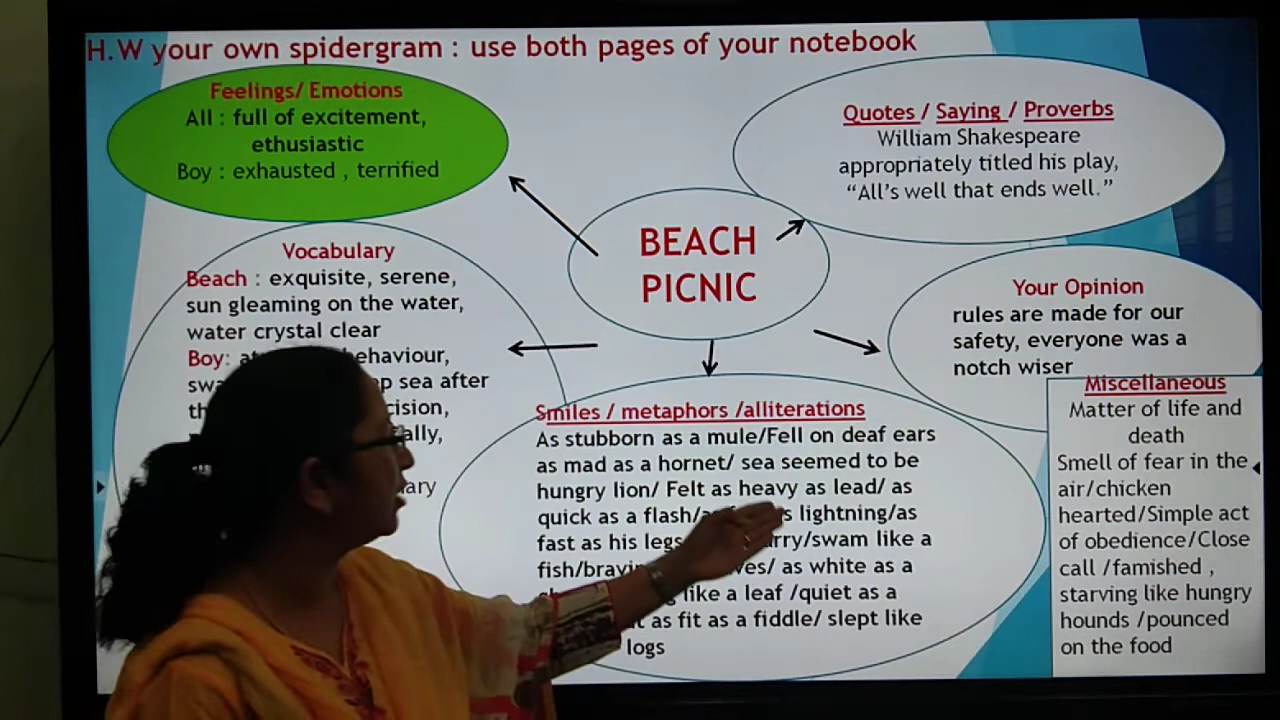 H.W your own spidergram : use both pages of your notebook
Feelings/ Emotions
All : full of excitement,
ethusiastic
Boy : exhausted , terrified
Quotes / Saying / Proverbs
William Shakespeare
appropriately titled his play,
“All’s well that ends well.”
BEACH
PICNIC
Vocabulary
Beach : exquisite, serene,
sun gleaming on the water,
water crystal clear
Boy:
sea after
Your Opinion
rules are made for our
safety, everyone was a
notch wiser
Smiles / metaphors /alliterations
As stubborn as a mule/Fell on deaf ears
as mad as a hornet/ sea seemed to be
hungry lion/ Felt as heavy as lead/ as
quick as a flash/ lightning/as
fast as his legs /swam like a
fish/ as white as a
like a leaf /quiet as a
as fit as a fiddle/ slept like
logs
Miscellaneous
Matter of life and
death
Smell of fear in the
air/chicken
hearted/Simple act
of obedience/Close
call /famished ,
starving like hungry
hounds /pounced
on the food